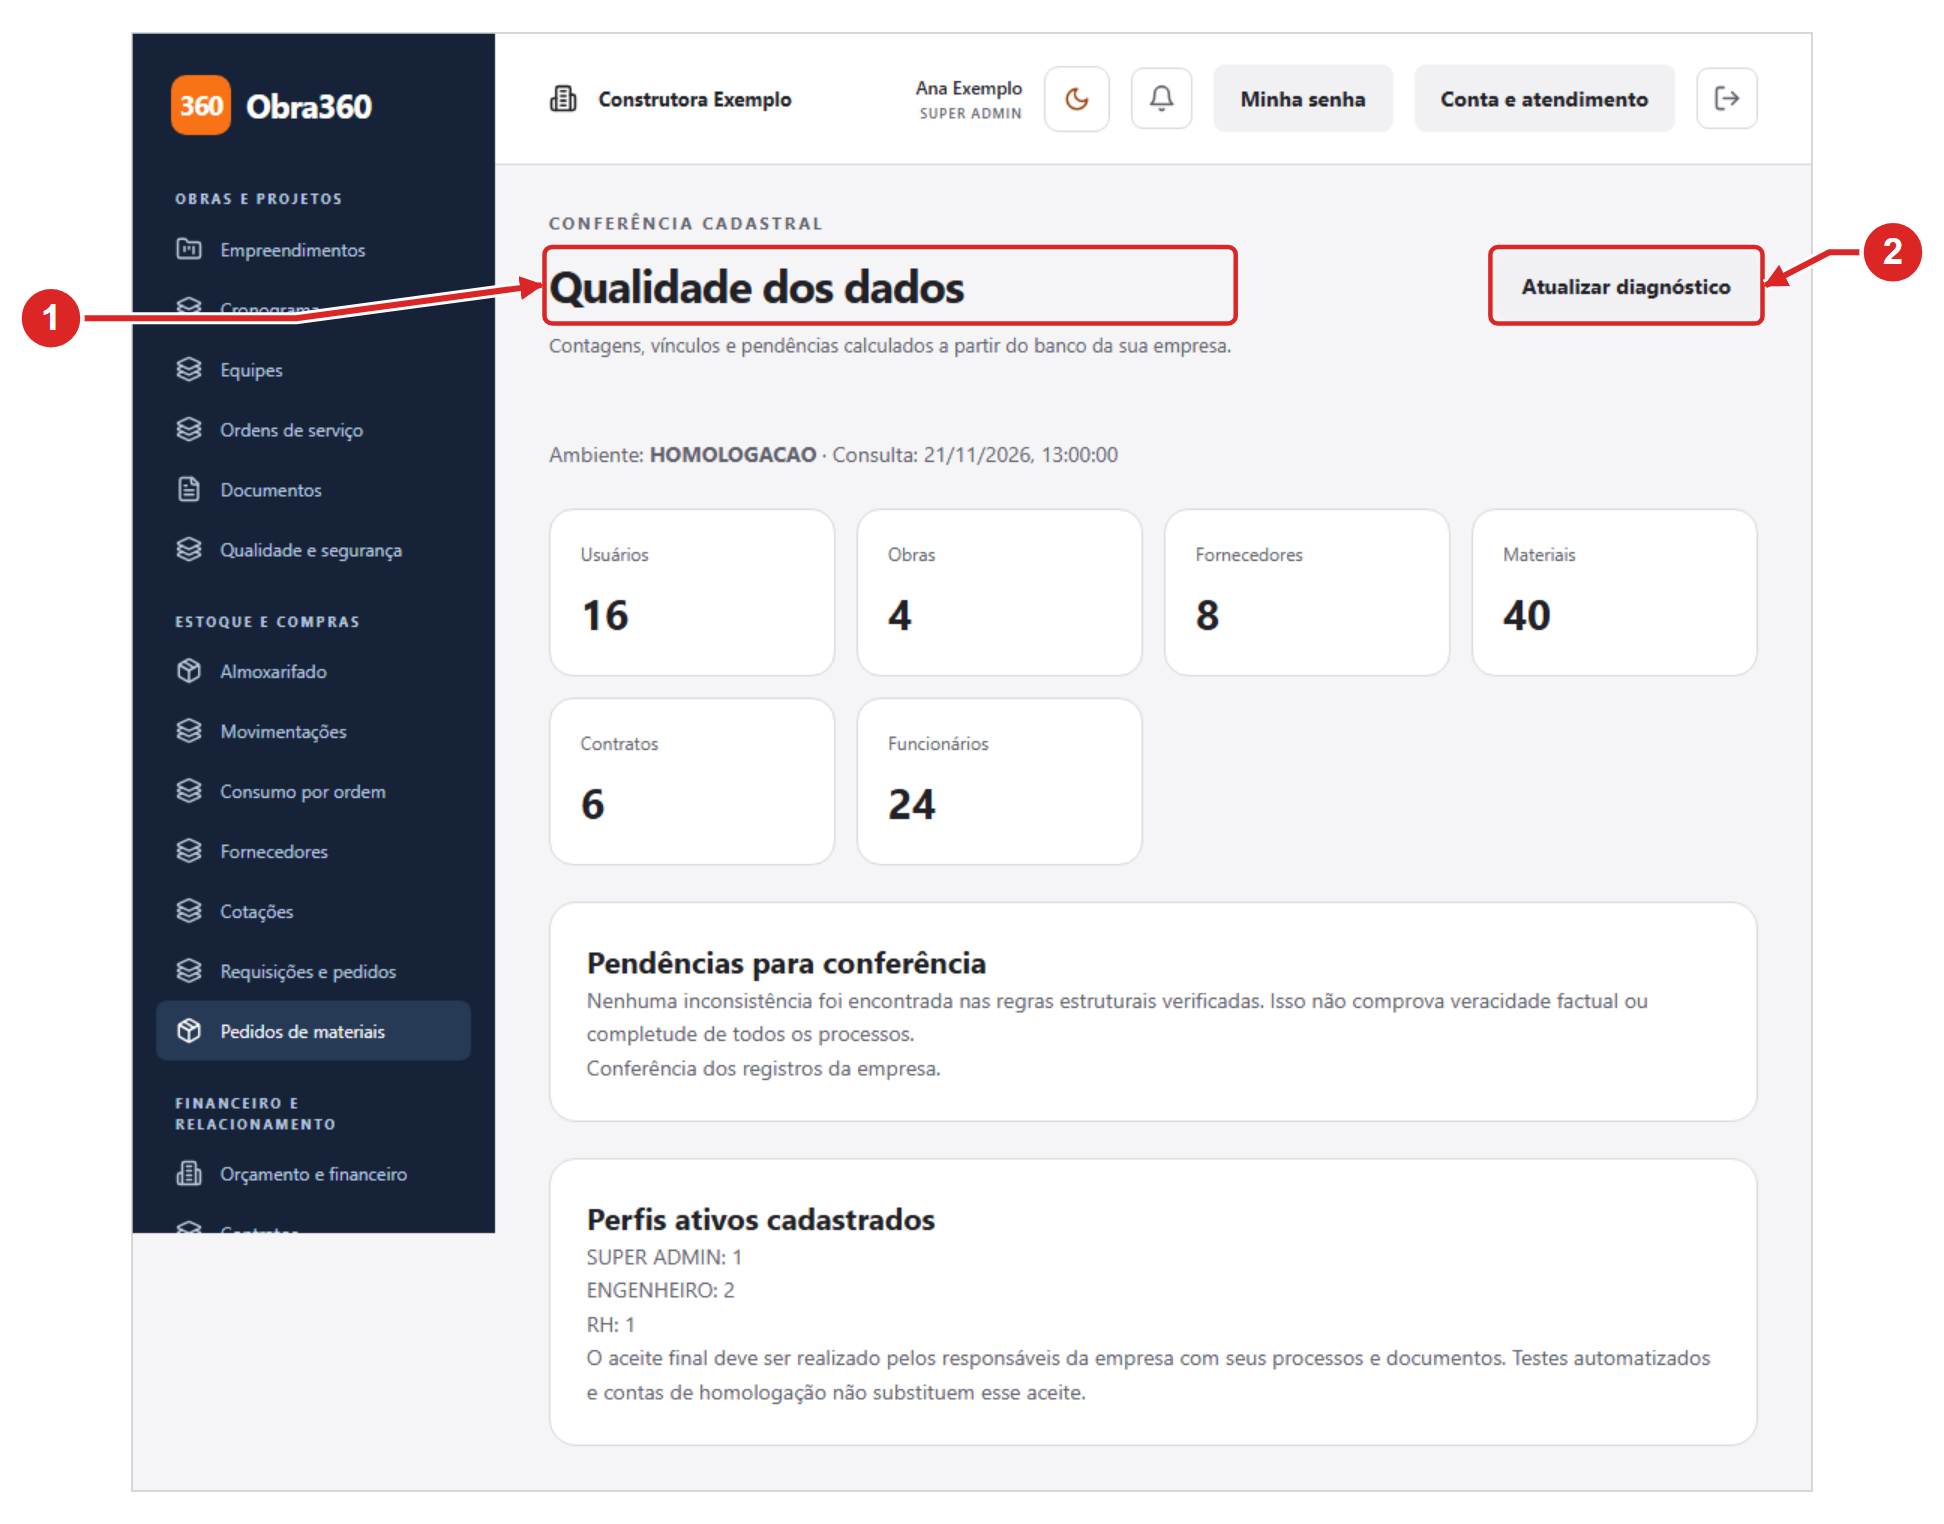 360 Obra360
OBRAS E PROJETOS
Empreendimentos
Equipes
Ordens de serviço
Documentos
Qualidade e segurança
ESTOQUE E COMPRAS
Almoxarifado
Movimentações
Consumo por ordem
Fornecedores
Cotações
Requisições e pedidos
Pedidos de materiais
FINANCEIRO E
RELACIONAMENTO
Orçamento e financeiro
Construtora Exemplo
Ana Exemplo
SUPER ADMIN
Minha senha
Conta e atendimento
CONFERÊNCIA CADASTRAL
1
Qualidade dos dados
Atualizar diagnóstico
2
Contagens, vínculos e pendências calculados a partir do banco da sua empresa.
Ambiente: HOMOLOGACAO · Consulta: 21/11/2026, 13:00:00
Usuários
16
Obras
4
Fornecedores
8
Materiais
40
Contratos
6
Funcionários
24
Pendências para conferência
Nenhuma inconsistência foi encontrada nas regras estruturais verificadas. Isso não comprova veracidade factual ou
completude de todos os processos.
Conferência dos registros da empresa.
Perfis ativos cadastrados
SUPER ADMIN: 1
ENGENHEIRO: 2
RH: 1
O aceite final deve ser realizado pelos responsáveis da empresa com seus processos e documentos. Testes automatizados
e contas de homologação não substituem esse aceite.